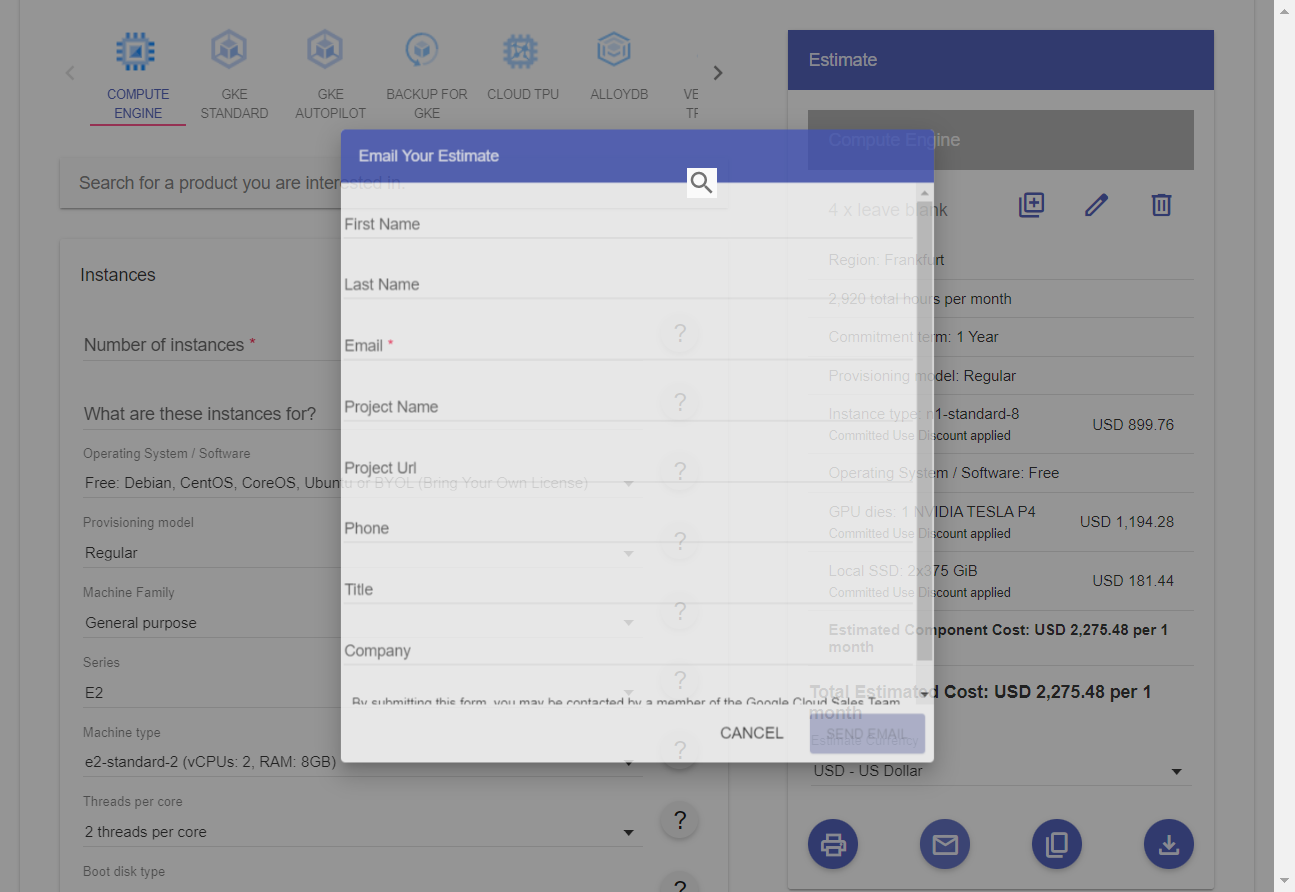 COMPUTE
ENGINE
GKE
STANDARD
GKE
AUTOPILOT
BACKUP FOR
GKE
CLOUD TPU
ALLOYDB
VE
TF
Search for a product you are interested in.
Instances
Number of instances *
What are these instances for?
Operating System / Software
Free: Debian, CentOS, CoreOS, Ubuntu or BYOL (Bring Your Own License)
Provisioning model
Regular
Machine Family
General purpose
Series
E2
Machine type
e2-standard-2 (vCPUs: 2, RAM: 8GB)
Threads per core
2 threads per core
Boot disk type
?
?
?
?
?
?
?
?
?
Email Your Estimate
First Name
Last Name
Email *
Project Name
Project Url
Phone
Title
Company
By submitting this form, you may be contacted by a member of the Google Cloud Sales Team
CANCEL
SEND EMAIL
Estimate
Compute Engine
4 x leave blank
Region: Frankfurt
2,920 total hours per month
Commitment term: 1 Year
Provisioning model: Regular
Instance type: n1-standard-8
Committed Use Discount applied
USD 899.76
Operating System / Software: Free
GPU dies: 1 NVIDIA TESLA P4
Committed Use Discount applied
USD 1,194.28
Local SSD: 2x375 GiB
Committed Use Discount applied
USD 181.44
Estimated Component Cost: USD 2,275.48 per 1
month
Total Estimated Cost: USD 2,275.48 per 1
month
Estimate Currency
USD - US Dollar